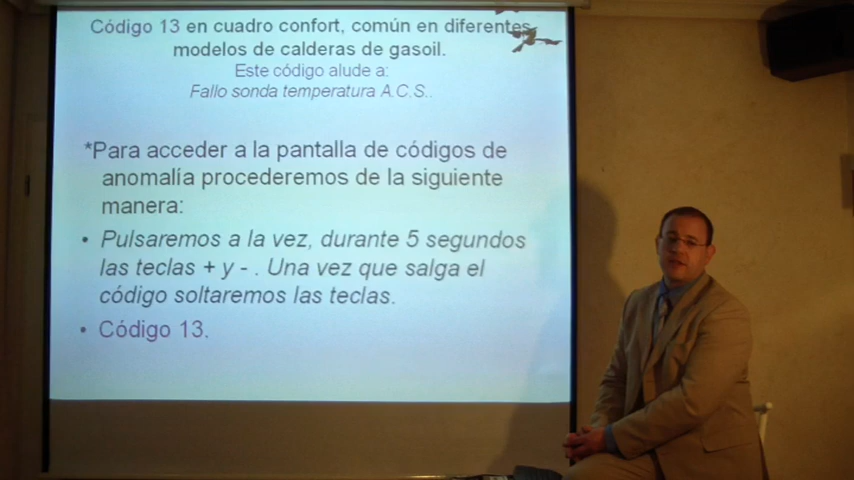 Código 13 en cuadro confort, común en diferentes
modelos de calderas de gasoil.
Este código alude a:
Fallo sonda temperatura A.C.S..
*Para acceder a la pantalla de códigos de
anomalía procederemos de la siguiente
manera:
• Pulsaremos a la vez, durante 5 segundos
las teclas + y - . Una vez que salga el
código soltaremos las teclas.
• Código 13.